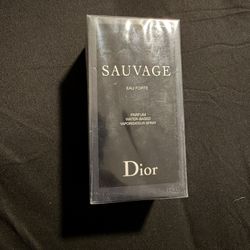 SAUVAGE
EAU FORTE
PARFUM
WATER-BASED
VAPORISATEUR SPRAY
Dior